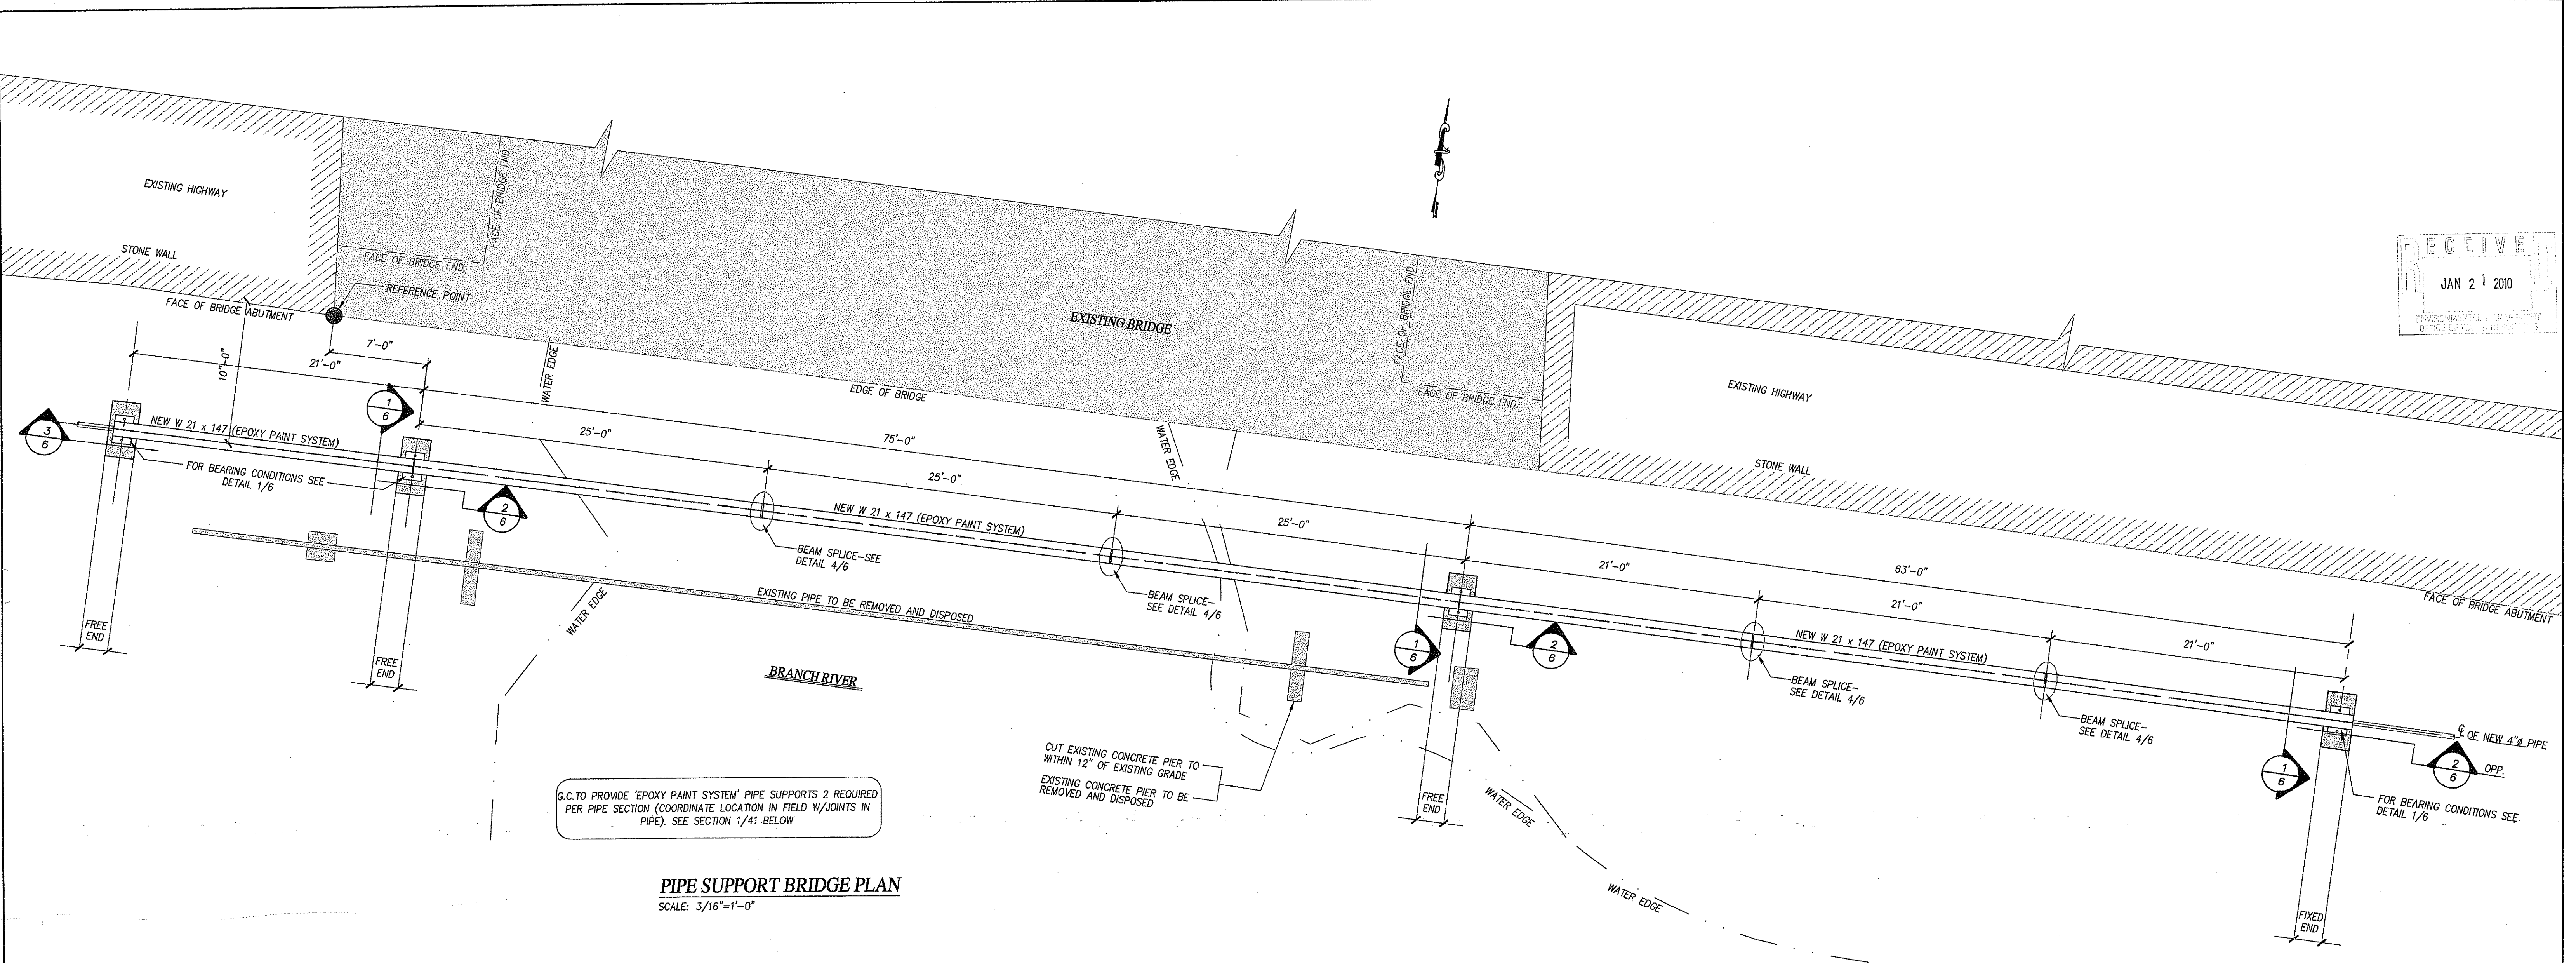 EXISTING HIGHWAY
STONE WALL
FACE OF BRIDGE ABUTMENT
FACE OF BRIDGE FND.
FACE OF BRIDGE FND.
REFERENCE POINT
7'-0"
21'-0"
10'-0"
WATER EDGE
EXISTING BRIDGE
EDGE OF BRIDGE
WATER EDGE
FACE OF BRIDGE FND.
FACE OF BRIDGE FND.
EXISTING HIGHWAY
STONE WALL
FACE OF BRIDGE ABUTMENT
RECEIVED
JAN 21 2010
3
6
NEW W 21 x 147 (EPOXY PAINT SYSTEM)
1
6
FOR BEARING CONDITIONS SEE
DETAIL 1/6
2
6
25'-0"
75'-0"
25'-0"
25'-0"
NEW W 21 x 147 (EPOXY PAINT SYSTEM)
BEAM SPLICE-SEE
DETAIL 4/6
BEAM SPLICE-
SEE DETAIL 4/6
21'-0"
63'-0"
21'-0"
21'-0"
NEW W 21 x 147 (EPOXY PAINT SYSTEM)
1
6
2
6
BEAM SPLICE-
SEE DETAIL 4/6
BEAM SPLICE-
SEE DETAIL 4/6
℄ OF NEW 4"ø PIPE
1
6
2
6
OPP.
FOR BEARING CONDITIONS SEE
DETAIL 1/6
FREE
END
FREE
END
EXISTING PIPE TO BE REMOVED AND DISPOSED
WATER EDGE
BRANCH RIVER
CUT EXISTING CONCRETE PIER TO
WITHIN 12" OF EXISTING GRADE
EXISTING CONCRETE PIER TO BE
REMOVED AND DISPOSED
FREE
END
WATER EDGE
WATER EDGE
FIXED
END
G.C.TO PROVIDE 'EPOXY PAINT SYSTEM' PIPE SUPPORTS 2 REQUIRED
PER PIPE SECTION (COORDINATE LOCATION IN FIELD W/JOINTS IN
PIPE). SEE SECTION 1/41 BELOW
PIPE SUPPORT BRIDGE PLAN
SCALE: 3/16"=1'-0"